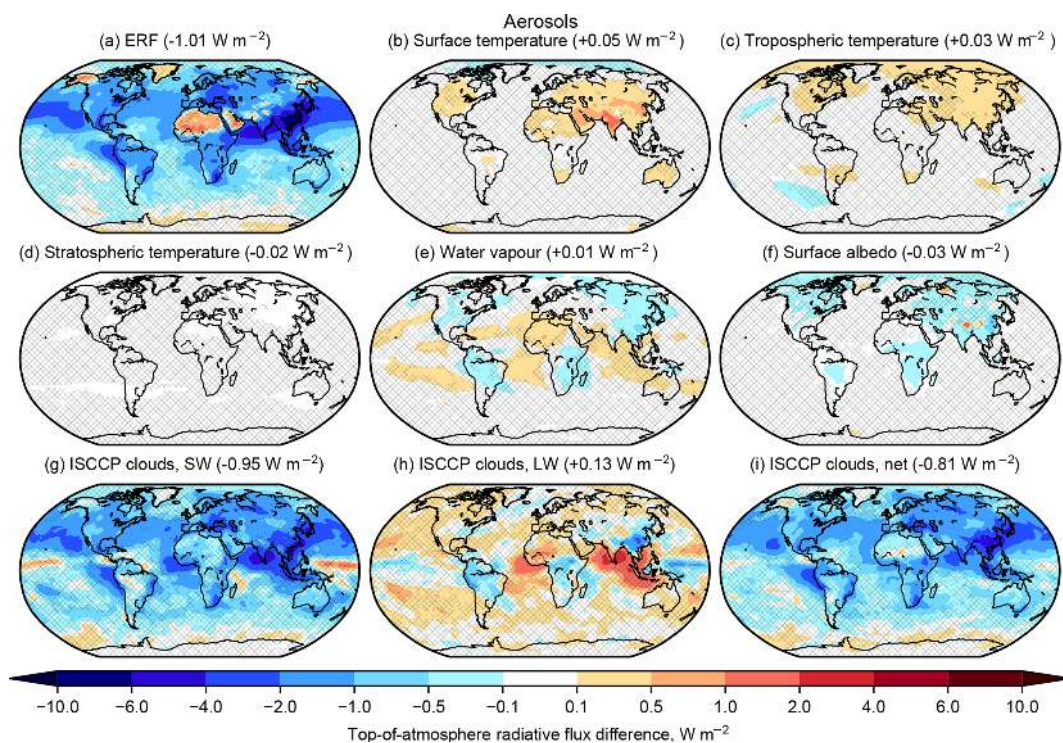 Aerosols
(a) ERF (-1.01 W m−2)
(b) Surface temperature (+0.05 W m−2)
(c) Tropospheric temperature (+0.03 W m−2)
(d) Stratospheric temperature (-0.02 W m−2)
(e) Water vapour (+0.01 W m−2)
(f) Surface albedo (-0.03 W m−2)
(g) ISCCP clouds, SW (-0.95 W m−2)
(h) ISCCP clouds, LW (+0.13 W m−2)
(i) ISCCP clouds, net (-0.81 W m−2)
−10.0 −6.0 −4.0 −2.0 −1.0 −0.5 −0.1 0.1 0.5 1.0 2.0 4.0 6.0 10.0
Top-of-atmosphere radiative flux difference, W m−2